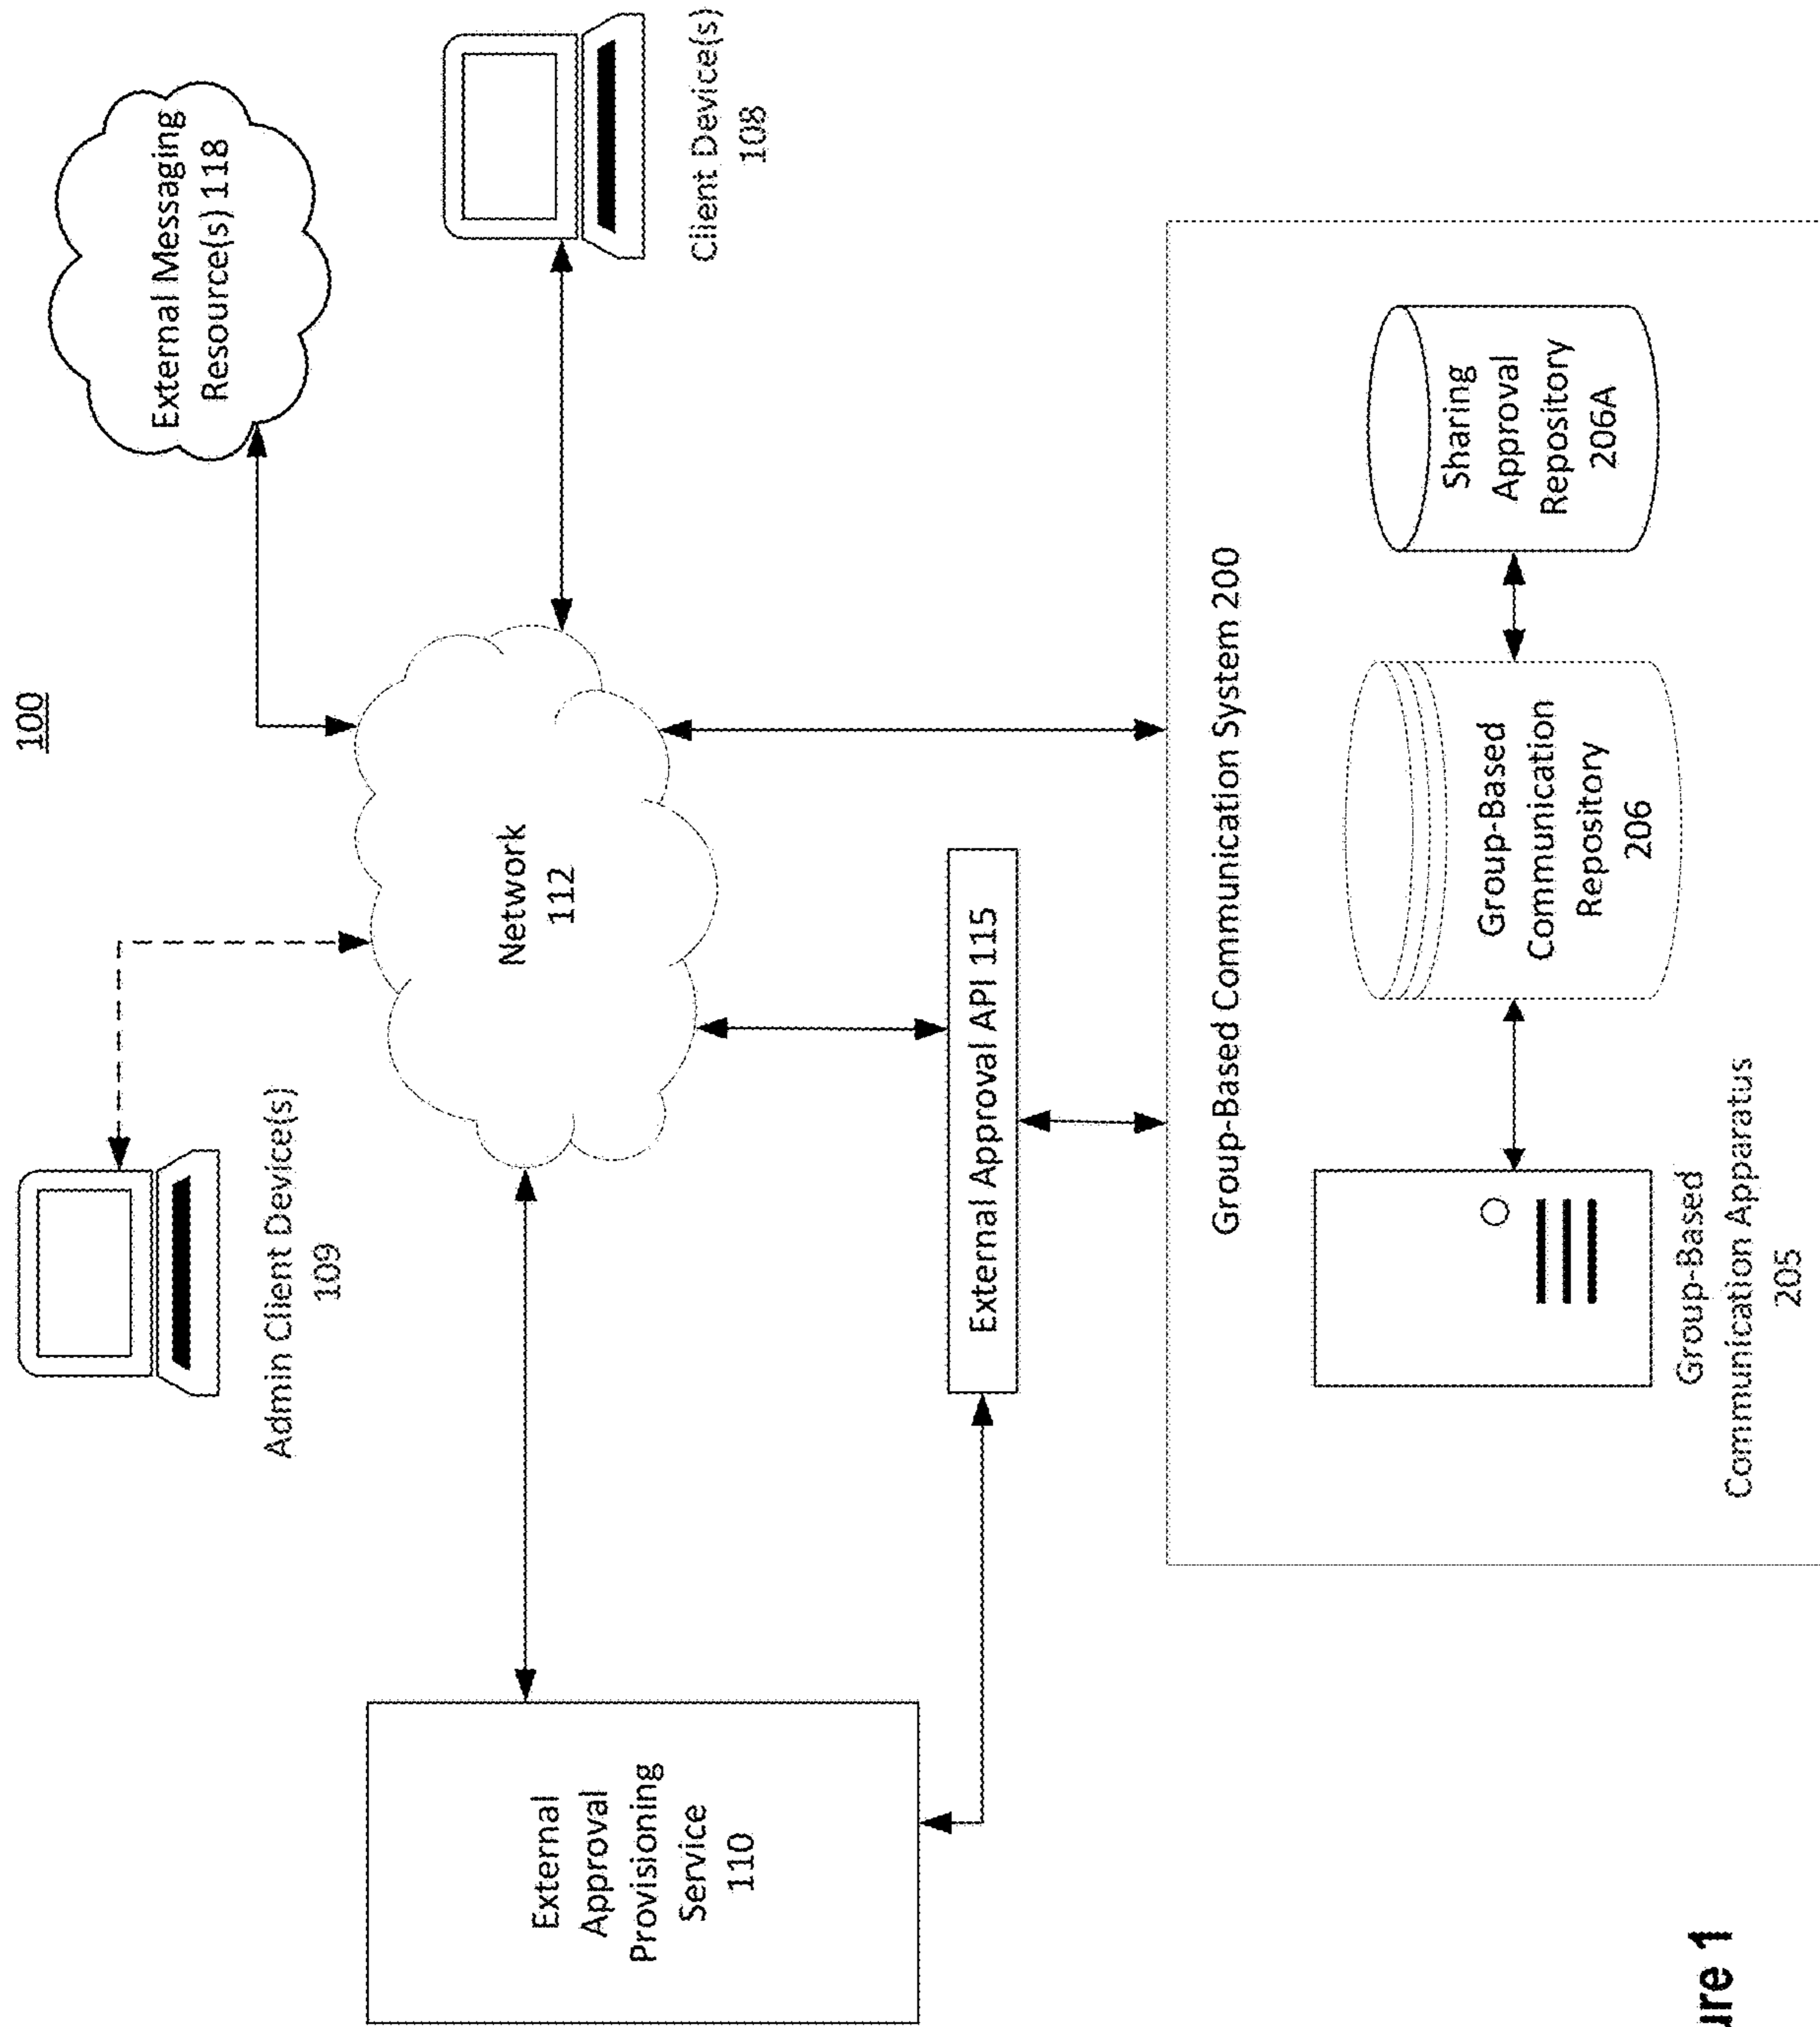 100
External Messaging
Resource(s) 118
Client Device(s)
108
Admin Client Device(s)
109
Network
112
External
Approval
Provisioning
Service
110
External Approval API 115
Group-Based Communication System 200
Group-Based
Communication Apparatus
205
Group-Based
Communication
Repository
206
Sharing
Approval
Repository
206A
ure 1